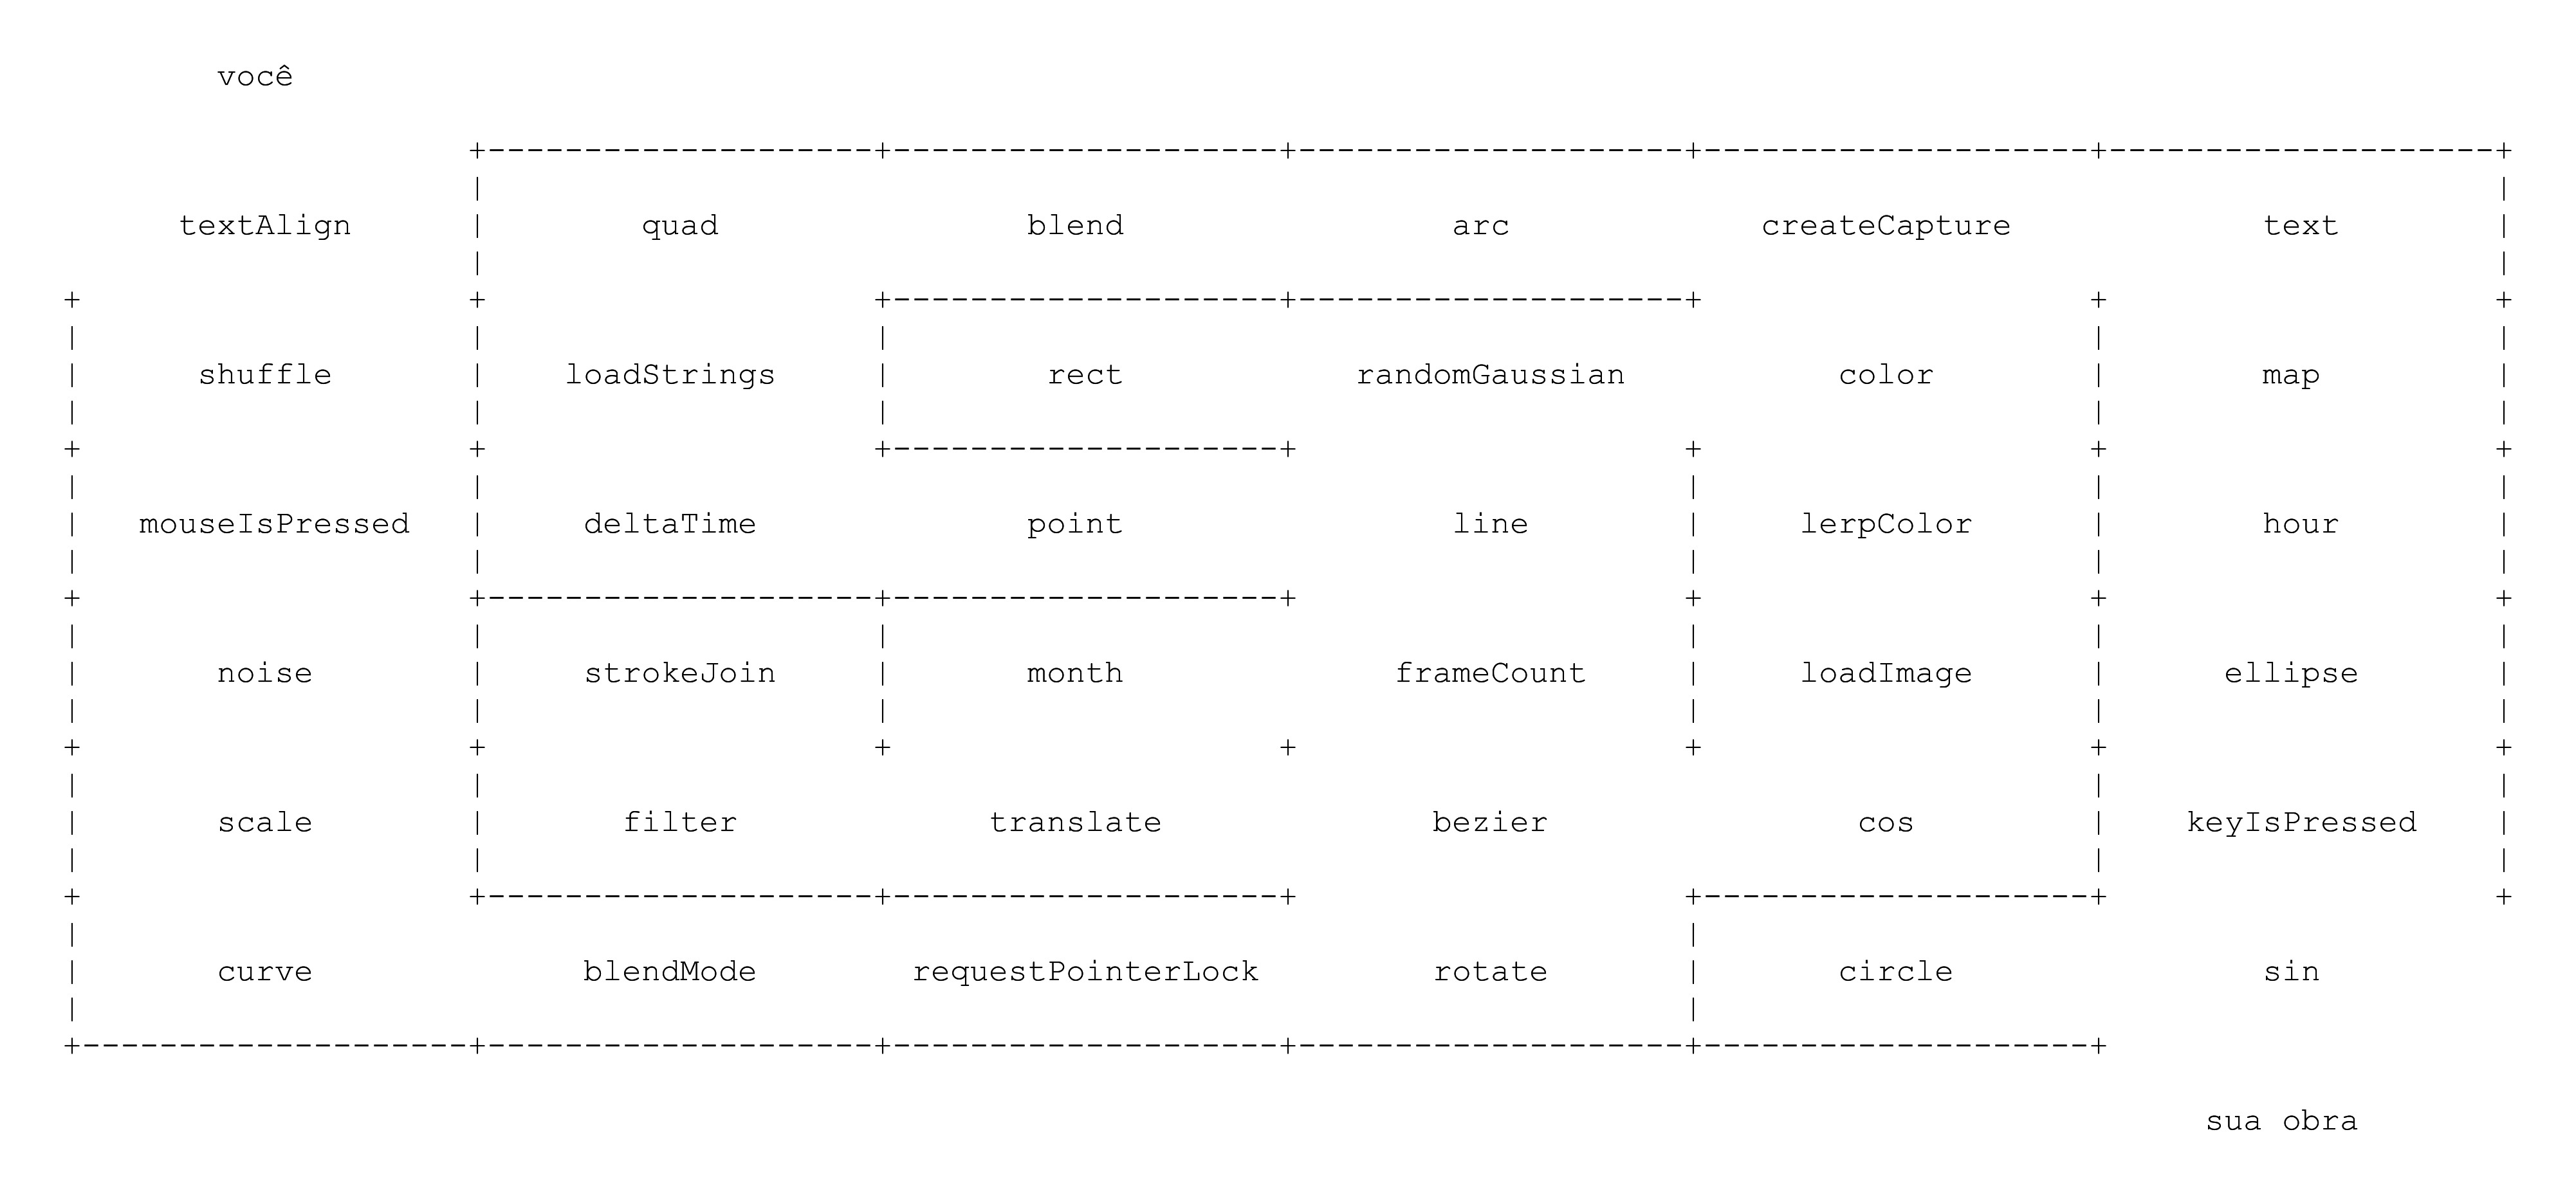 você
textAlign quad blend arc createCapture text
shuffle loadStrings rect randomGaussian color map
mouseIsPressed deltaTime point line lerpColor hour
noise strokeJoin month frameCount loadImage ellipse
scale filter translate bezier cos keyIsPressed
curve blendMode requestPointerLock rotate circle sin
sua obra